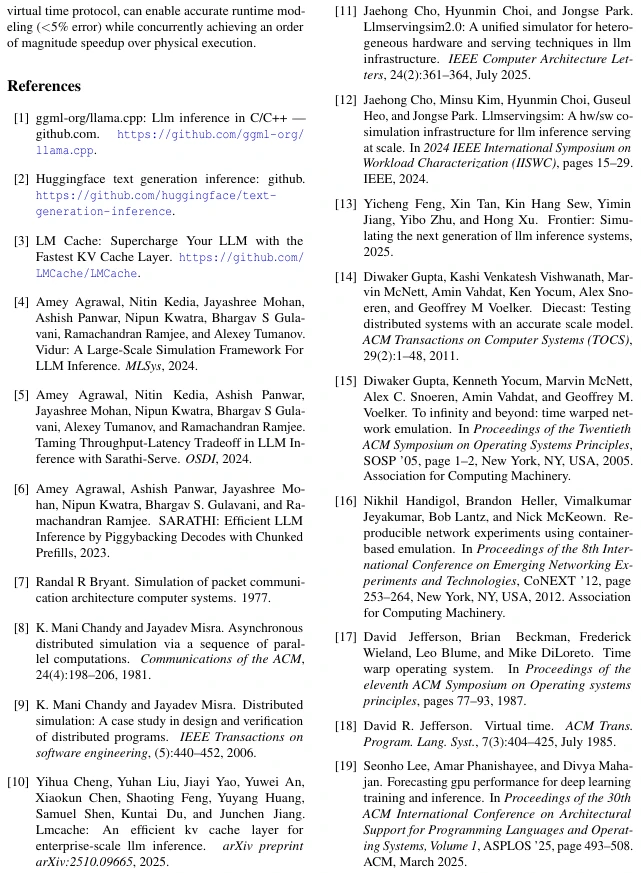 virtual time protocol, can enable accurate runtime mod-
eling (<5% error) while concurrently achieving an order
of magnitude speedup over physical execution.
References
[1] ggml-org/llama.cpp: Llm inference in C/C++ —
github.com. https://github.com/ggml-org/
llama.cpp.
[2] Huggingface text generation inference: github.
https://github.com/huggingface/text-
generation-inference.
[3] LM Cache: Supercharge Your LLM with the
Fastest KV Cache Layer. https://github.com/
LMCache/LMCache.
[4] Amey Agrawal, Nitin Kedia, Jayashree Mohan,
Ashish Panwar, Nipun Kwatra, Bhargav S Gula-
vani, Ramachandran Ramjee, and Alexey Tumanov.
Vidur: A Large-Scale Simulation Framework For
LLM Inference. MLSys, 2024.
[5] Amey Agrawal, Nitin Kedia, Ashish Panwar,
Jayashree Mohan, Nipun Kwatra, Bhargav S Gula-
vani, Alexey Tumanov, and Ramachandran Ramjee.
Taming Throughput-Latency Tradeoff in LLM In-
ference with Sarathi-Serve. OSDI, 2024.
[6] Amey Agrawal, Ashish Panwar, Jayashree Mo-
han, Nipun Kwatra, Bhargav S. Gulavani, and Ra-
machandran Ramjee. SARATHI: Efficient LLM
Inference by Piggybacking Decodes with Chunked
Prefills, 2023.
[7] Randal R Bryant. Simulation of packet communi-
cation architecture computer systems. 1977.
[8] K. Mani Chandy and Jayadev Misra. Asynchronous
distributed simulation via a sequence of paral-
lel computations. Communications of the ACM,
24(4):198–206, 1981.
[9] K. Mani Chandy and Jayadev Misra. Distributed
simulation: A case study in design and verification
of distributed programs. IEEE Transactions on
software engineering, (5):440–452, 2006.
[10] Yihua Cheng, Yuhan Liu, Jiayi Yao, Yuwei An,
Xiaokun Chen, Shaoting Feng, Yuyang Huang,
Samuel Shen, Kuntai Du, and Junchen Jiang.
Lmcache: An efficient kv cache layer for
enterprise-scale llm inference. arXiv preprint
arXiv:2510.09665, 2025.
[11] Jaehong Cho, Hyunmin Choi, and Jongse Park.
Llmservingsim2.0: A unified simulator for hetero-
geneous hardware and serving techniques in llm
infrastructure. IEEE Computer Architecture Let-
ters, 24(2):361–364, July 2025.
[12] Jaehong Cho, Minsu Kim, Hyunmin Choi, Guseul
Heo, and Jongse Park. Llmservingsim: A hw/sw co-
simulation infrastructure for llm inference serving
at scale. In 2024 IEEE International Symposium on
Workload Characterization (IISWC), pages 15–29.
IEEE, 2024.
[13] Yicheng Feng, Xin Tan, Kin Hang Sew, Yimin
Jiang, Yibo Zhu, and Hong Xu. Frontier: Simu-
lating the next generation of llm inference systems,
2025.
[14] Diwaker Gupta, Kashi Venkatesh Vishwanath, Mar-
vin McNett, Amin Vahdat, Ken Yocum, Alex Sno-
eren, and Geoffrey M Voelker. Diecast: Testing
distributed systems with an accurate scale model.
ACM Transactions on Computer Systems (TOCS),
29(2):1–48, 2011.
[15] Diwaker Gupta, Kenneth Yocum, Marvin McNett,
Alex C. Snoeren, Amin Vahdat, and Geoffrey M.
Voelker. To infinity and beyond: time warped net-
work emulation. In Proceedings of the Twentieth
ACM Symposium on Operating Systems Principles,
SOSP '05, page 1–2, New York, NY, USA, 2005.
Association for Computing Machinery.
[16] Nikhil Handigol, Brandon Heller, Vimalkumar
Jeyakumar, Bob Lantz, and Nick McKeown. Re-
producible network experiments using container-
based emulation. In Proceedings of the 8th Inter-
national Conference on Emerging Networking Ex-
periments and Technologies, CoNEXT '12, page
253–264, New York, NY, USA, 2012. Association
for Computing Machinery.
[17] David Jefferson, Brian Beckman, Frederick
Wieland, Leo Blume, and Mike DiLoreto. Time
warp operating system. In Proceedings of the
eleventh ACM Symposium on Operating systems
principles, pages 77–93, 1987.
[18] David R. Jefferson. Virtual time. ACM Trans.
Program. Lang. Syst., 7(3):404–425, July 1985.
[19] Seonho Lee, Amar Phanishayee, and Divya Maha-
jan. Forecasting gpu performance for deep learning
training and inference. In Proceedings of the 30th
ACM International Conference on Architectural
Support for Programming Languages and Operat-
ing Systems, Volume 1, ASPLOS '25, page 493–508.
ACM, March 2025.